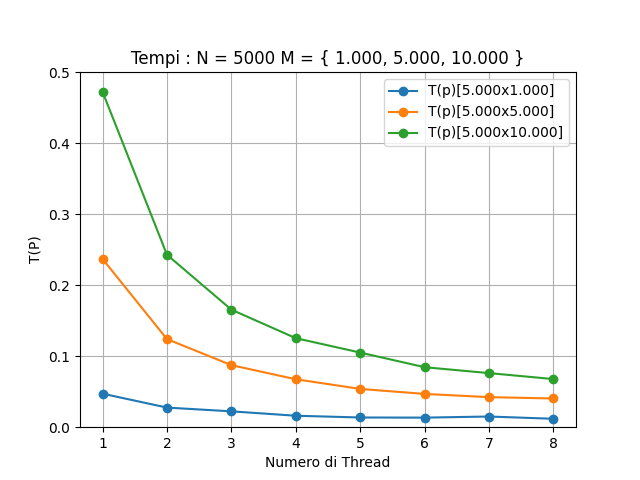 Tempi : N = 5000 M = { 1.000, 5.000, 10.000 }
T(p)[5.000x1.000]
T(p)[5.000x5.000]
T(p)[5.000x10.000]
T(P)
0.5
0.4
0.3
0.2
0.1
0.0
1 2 3 4 5 6 7 8
Numero di Thread